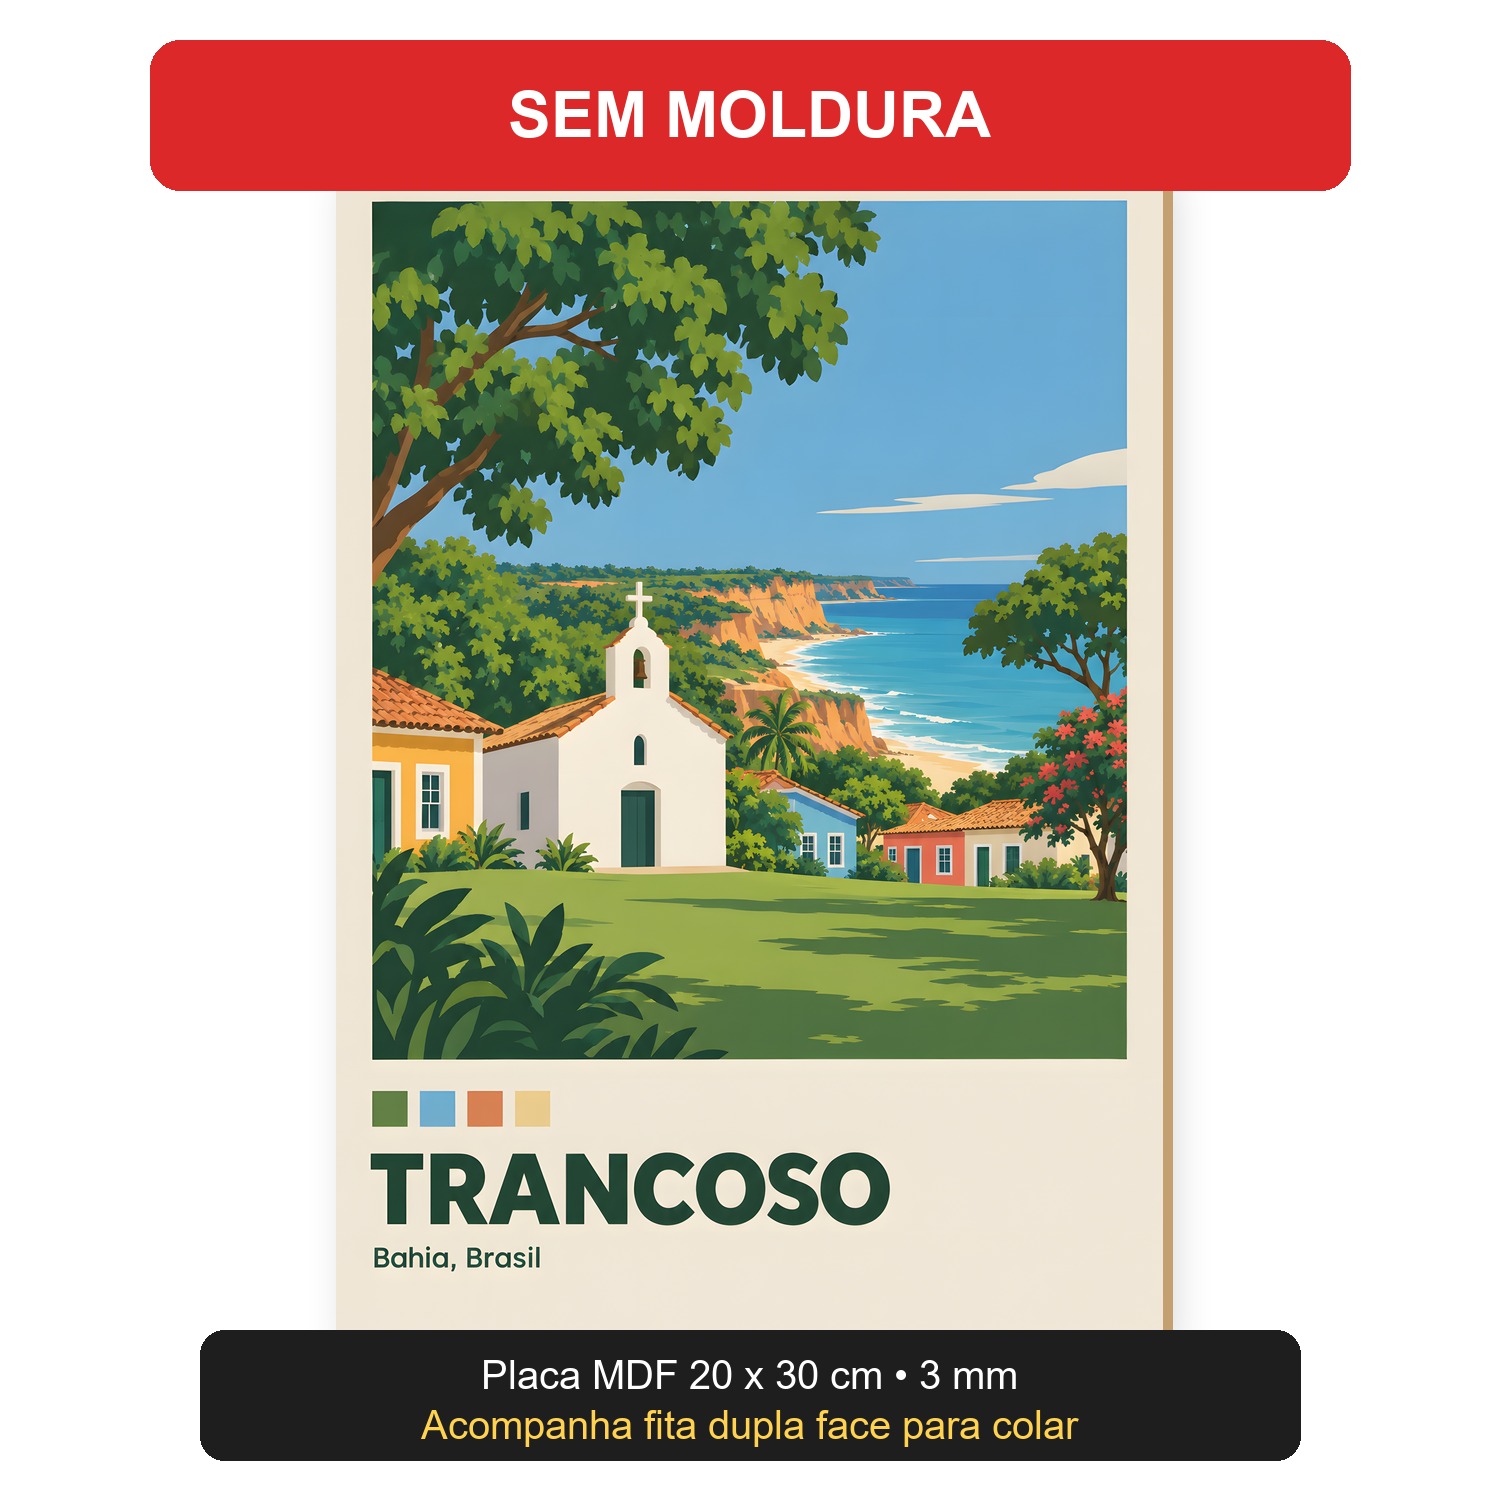 SEM MOLDURA
TRANCOSO
Bahia, Brasil
Placa MDF 20 x 30 cm • 3 mm
Acompanha fita dupla face para colar